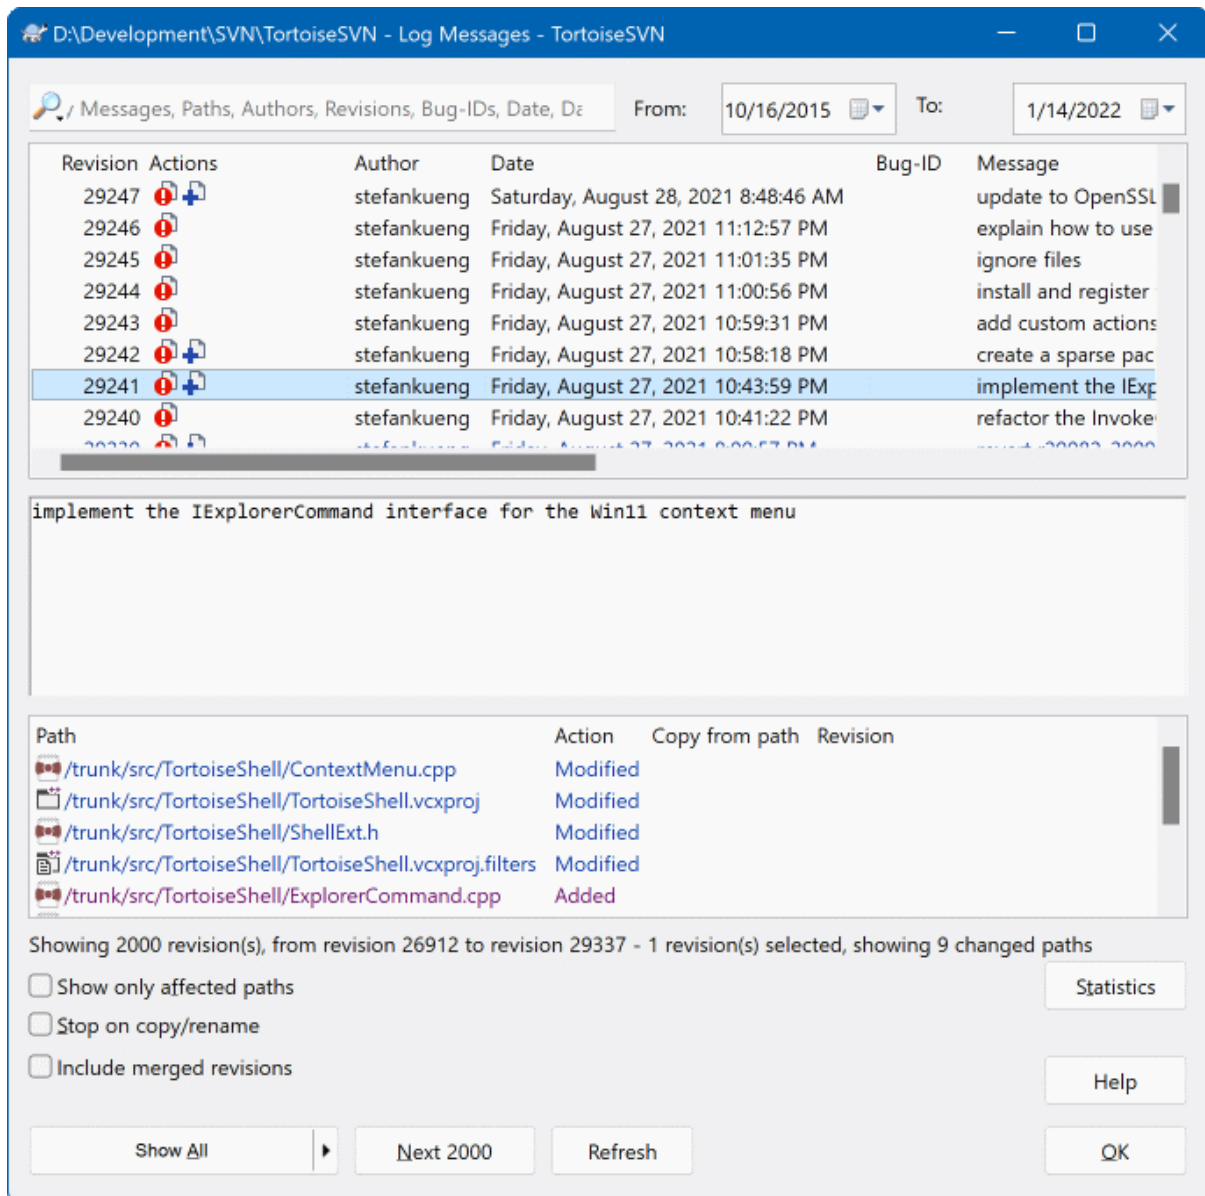 D:\Development\SVN\TortoiseSVN - Log Messages - TortoiseSVN
Messages, Paths, Authors, Revisions, Bug-IDs, Date, Da From: 10/16/2015 To: 1/14/2022
Revision Actions Author Date Bug-ID Message
29247 stefankueng Saturday, August 28, 2021 8:48:46 AM update to OpenSSL
29246 stefankueng Friday, August 27, 2021 11:12:57 PM explain how to use
29245 stefankueng Friday, August 27, 2021 11:01:35 PM ignore files
29244 stefankueng Friday, August 27, 2021 11:00:56 PM install and register
29243 stefankueng Friday, August 27, 2021 10:59:31 PM add custom actions
29242 stefankueng Friday, August 27, 2021 10:58:18 PM create a sparse pac
29241 stefankueng Friday, August 27, 2021 10:43:59 PM implement the IExp
29240 stefankueng Friday, August 27, 2021 10:41:22 PM refactor the Invoke
implement the IExplorerCommand interface for the Win11 context menu
Path Action Copy from path Revision
/trunk/src/TortoiseShell/ContextMenu.cpp Modified
/trunk/src/TortoiseShell/TortoiseShell.vcxproj Modified
/trunk/src/TortoiseShell/ShellExt.h Modified
/trunk/src/TortoiseShell/TortoiseShell.vcxproj.filters Modified
/trunk/src/TortoiseShell/ExplorerCommand.cpp Added
Showing 2000 revision(s), from revision 26912 to revision 29337 - 1 revision(s) selected, showing 9 changed paths
Show only affected paths Statistics
Stop on copy/rename
Include merged revisions
Help
Show All Next 2000 Refresh OK